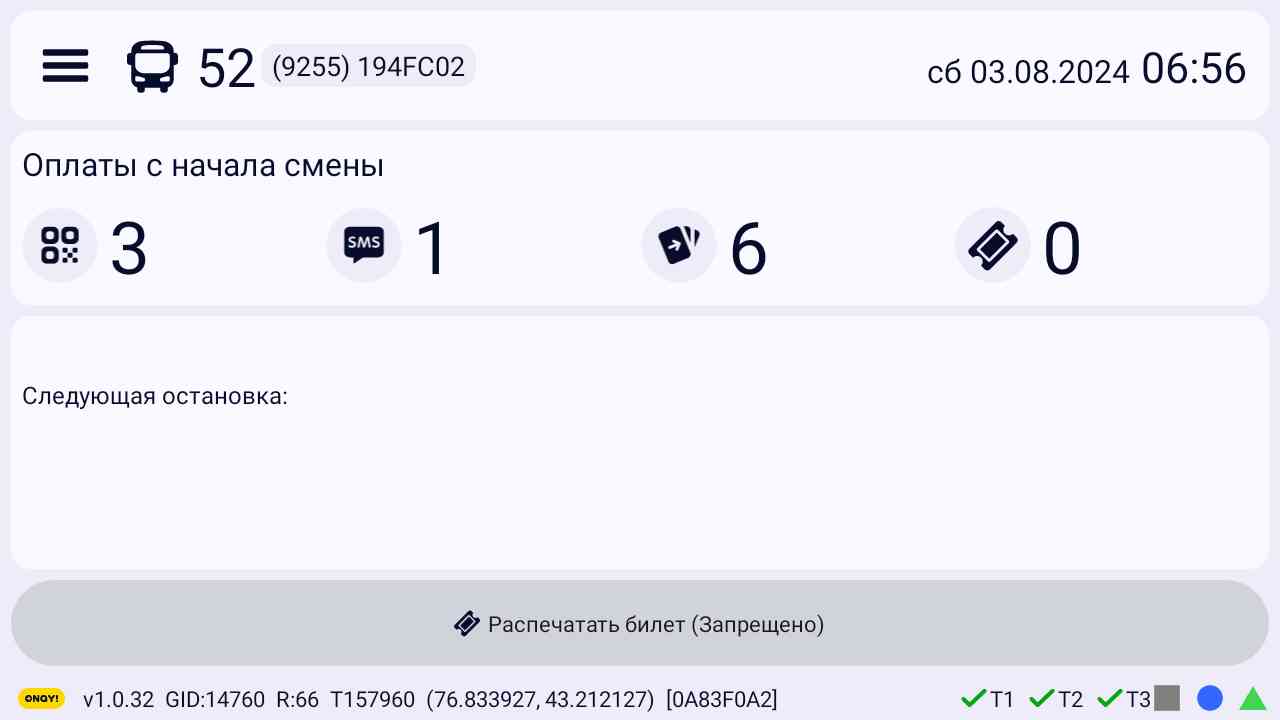 52 (9255) 194FC02 сб 03.08.2024 06:56
Оплаты с начала смены
3 SMS 1 6 0
Следующая остановка:
Распечатать билет (Запрещено)
ONAY! v1.0.32 GID:14760 R:66 T157960 (76.833927, 43.212127) [0A83F0A2] T1 T2 T3